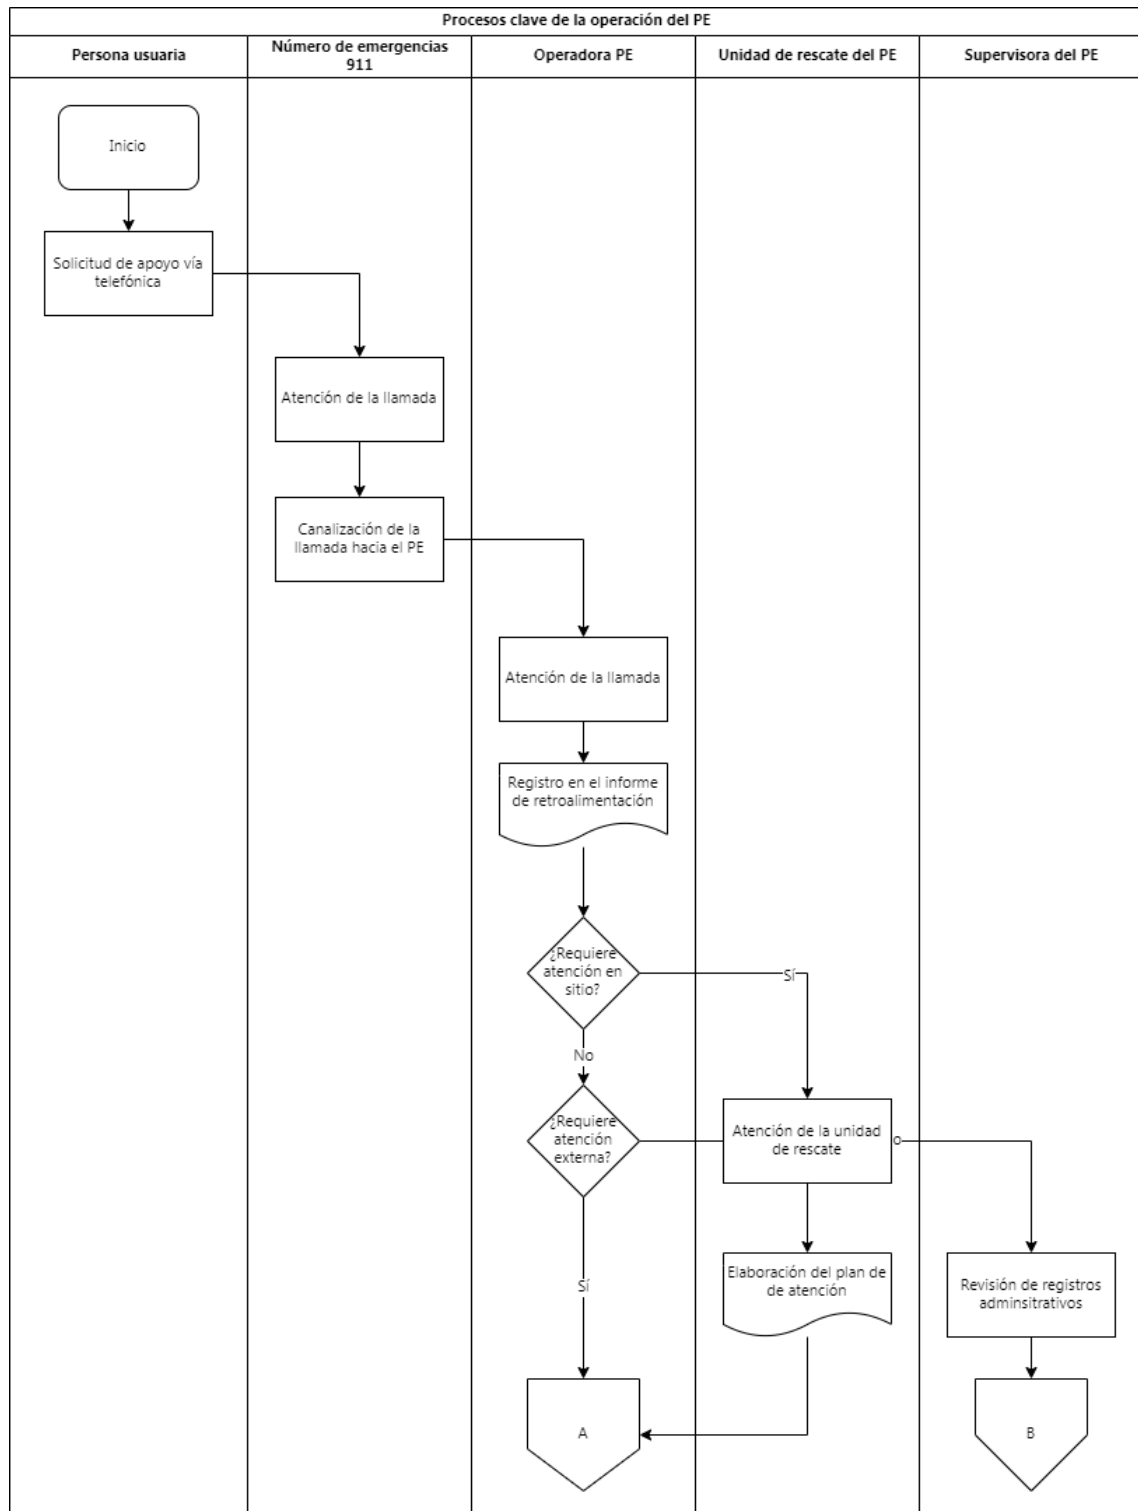 Procesos clave de la operación del PE
Persona usuaria
Número de emergencias
911
Operadora PE
Unidad de rescate del PE
Supervisora del PE
Inicio
Solicitud de apoyo vía
telefónica
Atención de la llamada
Canalización de la
llamada hacia el PE
Atención de la llamada
Registro en el informe
de retroalimentación
¿Requiere
atención en
sitio?
Sí
No
¿Requiere
atención
externa?
Atención de la unidad
de rescate
o
Sí
Elaboración del plan de
de atención
Revisión de registros
adminsitrativos
A
B